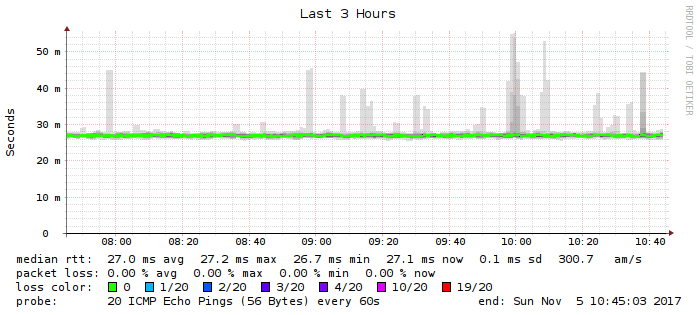 Last 3 Hours
RRDTOOL / TOBI OETIKER
Seconds
50 m
40 m
30 m
20 m
10 m
0
08:00 08:20 08:40 09:00 09:20 09:40 10:00 10:20 10:40
median rtt: 27.0 ms avg 27.2 ms max 26.7 ms min 27.1 ms now 0.1 ms sd 300.7 am/s
packet loss: 0.00 % avg 0.00 % max 0.00 % min 0.00 % now
loss color: 0 1/20 2/20 3/20 4/20 10/20 19/20
probe: 20 ICMP Echo Pings (56 Bytes) every 60s end: Sun Nov 5 10:45:03 2017